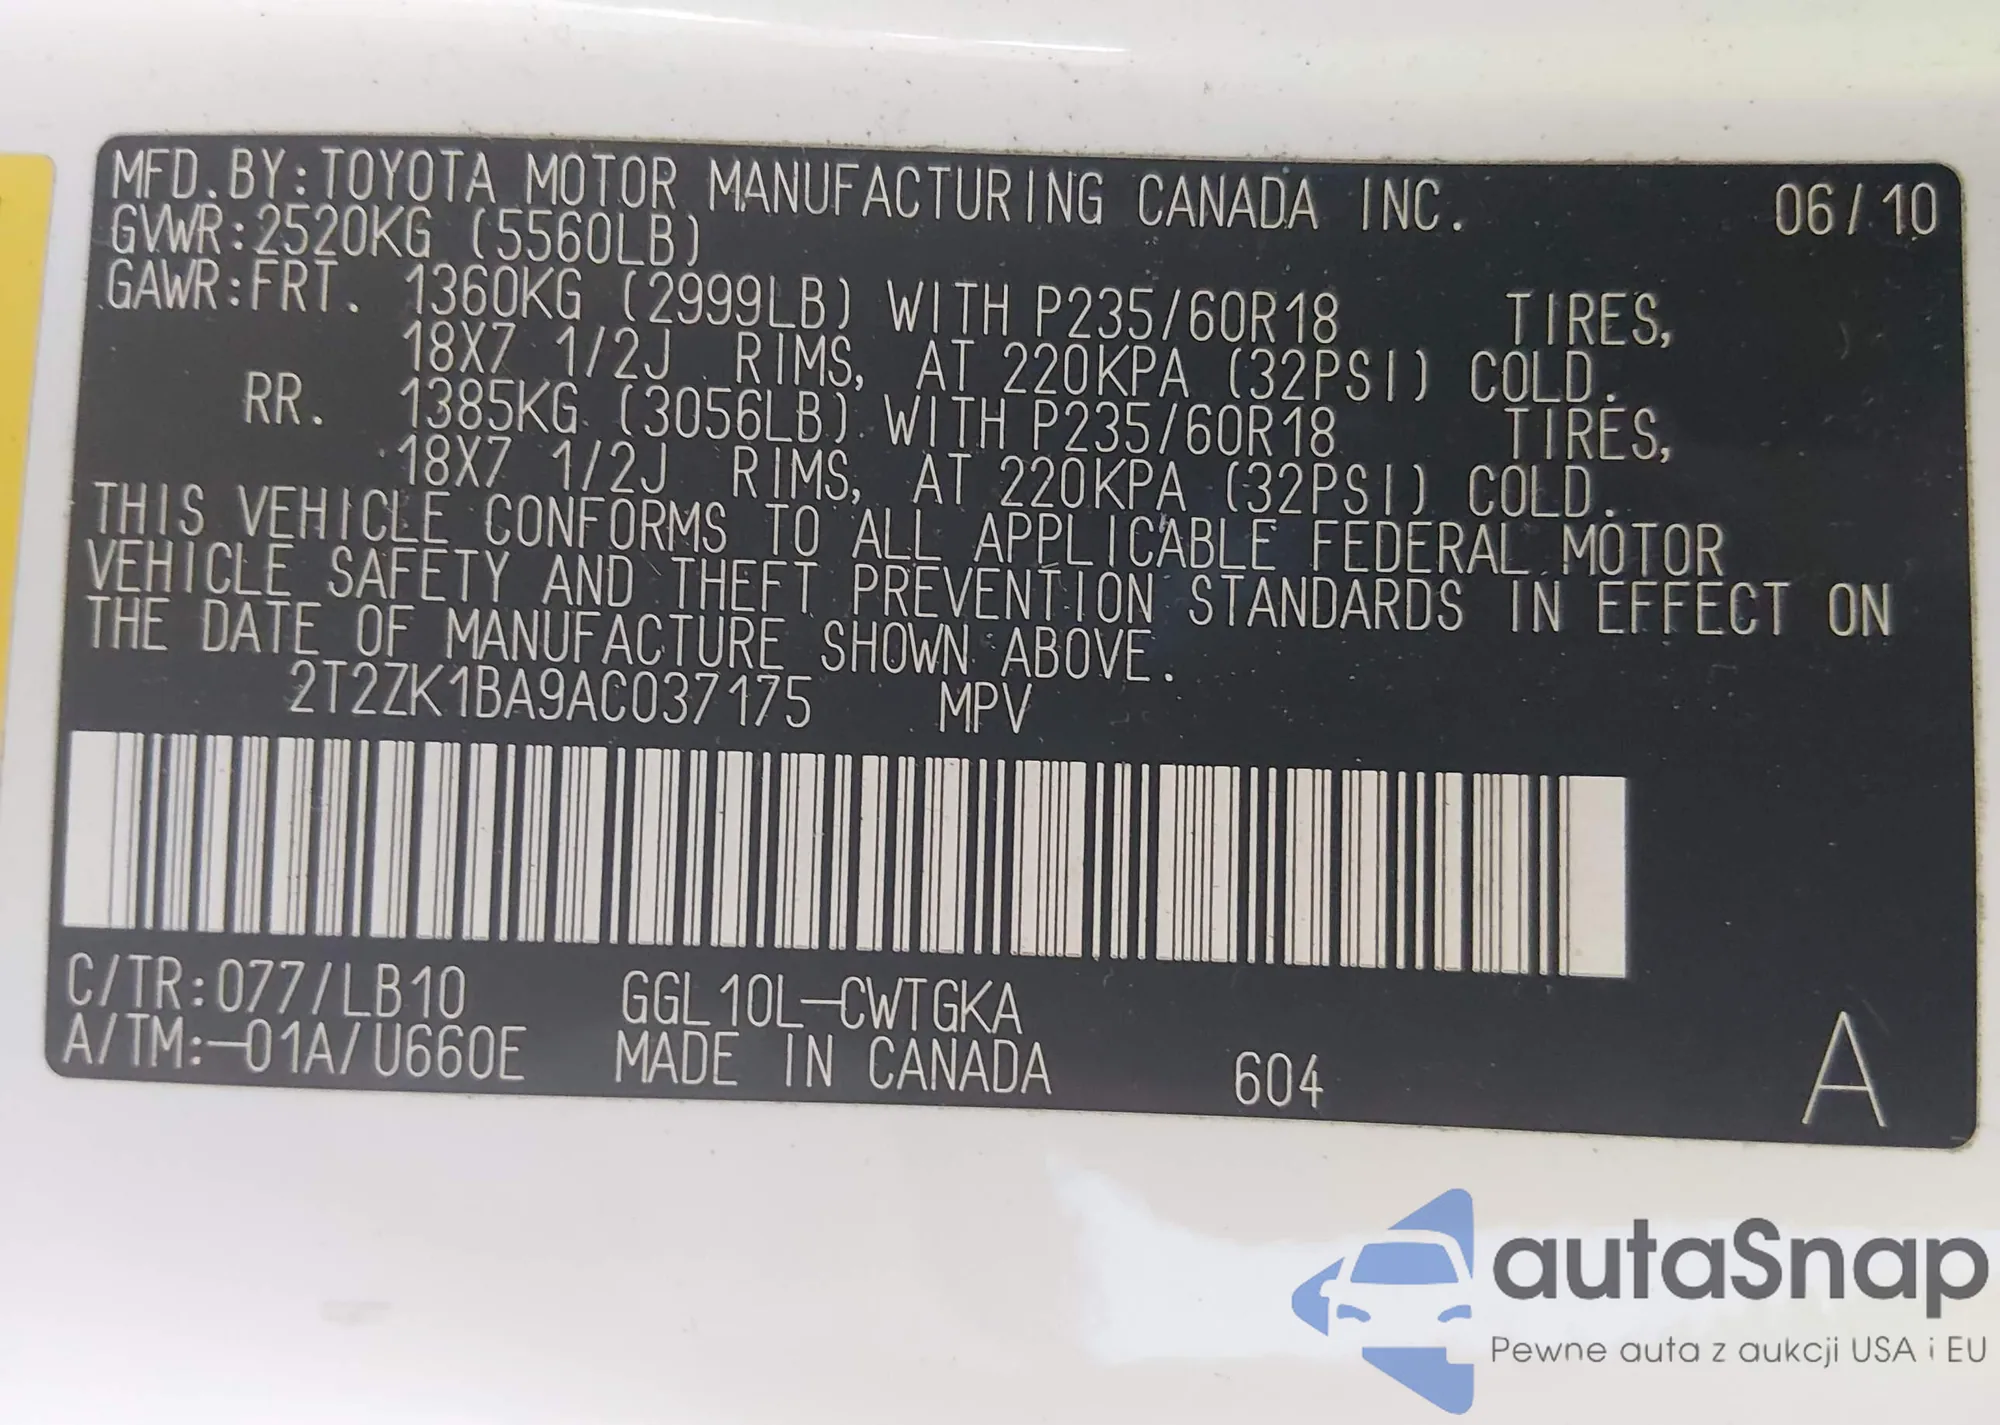 MFD. BY: TOYOTA MOTOR MANUFACTURING CANADA INC. 06/10
GVWR: 2520KG (5560LB)
GAWR: FRT. 1360KG (2999LB) WITH P235/60R18 TIRES,
18X7 1/2J RIMS, AT 220KPA (32PSI) COLD.
RR. 1385KG (3056LB) WITH P235/60R18 TIRES,
18X7 1/2J RIMS, AT 220KPA (32PSI) COLD.
THIS VEHICLE CONFORMS TO ALL APPLICABLE FEDERAL MOTOR
VEHICLE SAFETY AND THEFT PREVENTION STANDARDS IN EFFECT ON
THE DATE OF MANUFACTURE SHOWN ABOVE.
2T2ZK1BA9AC037175 MPV
C/TR: 077/LB10 GGL10L-CWTGKA
A/TM: -01A/U660E MADE IN CANADA 604 A
autaSnap
Pewne auta z aukcji USA i EU